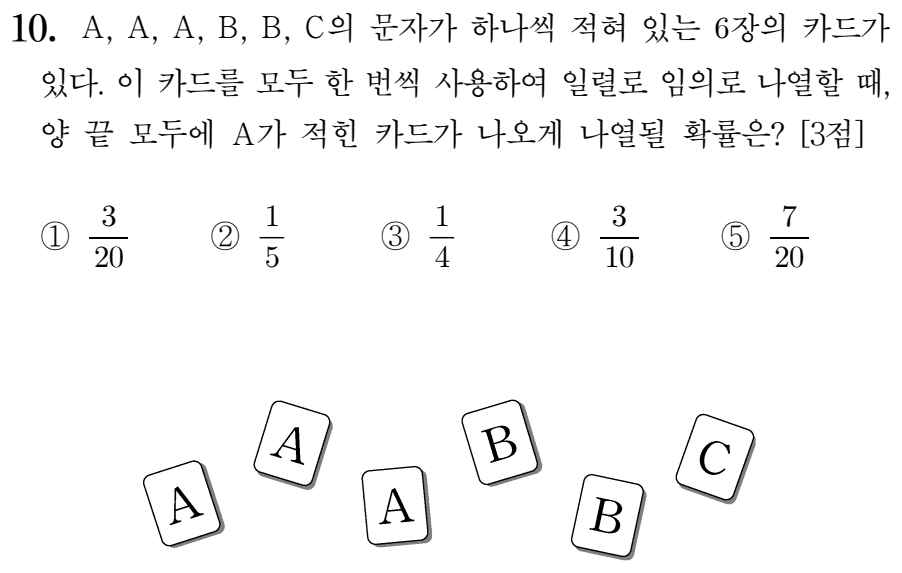 10. A, A, A, B, B, C의 문자가 하나씩 적혀 있는 6장의 카드가
있다. 이 카드를 모두 한 번씩 사용하여 일렬로 임의로 나열할 때,
양 끝 모두에 A가 적힌 카드가 나오게 나열될 확률은? [3점]
① 3/20 ② 1/5 ③ 1/4 ④ 3/10 ⑤ 7/20
A A A B B C